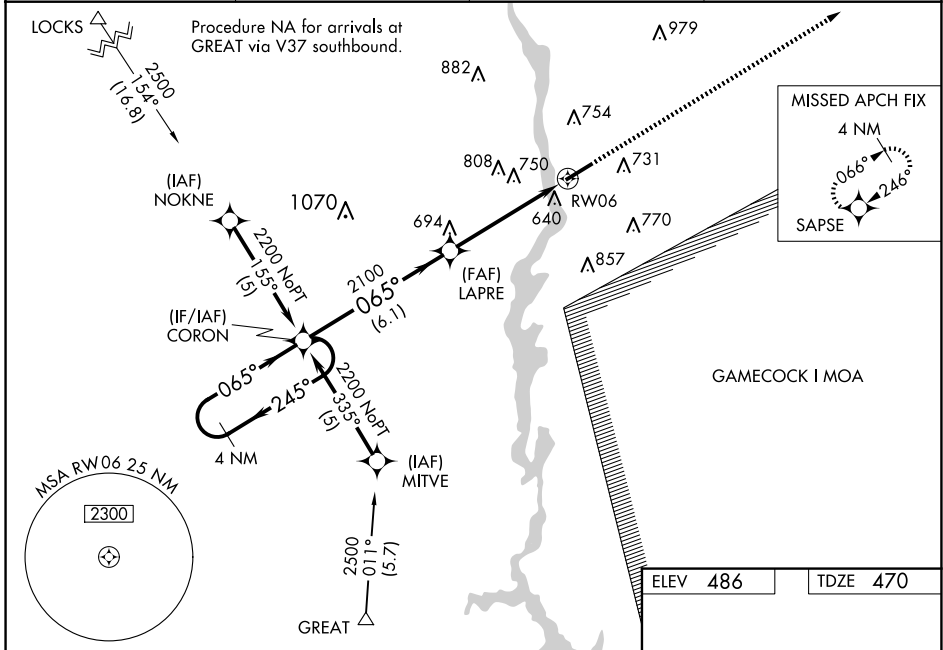 LOCKS
Procedure NA for arrivals at
GREAT via V37 southbound.
2500
154°
(16.8)
979
882
754
MISSED APCH FIX
4 NM
066°
246°
SAPSE
808
750
731
RW06
640
770
857
(IAF)
NOKNE
1070
694
2200 NoPT
155°
(5)
2100
065°
(6.1)
(FAF)
LAPRE
(IF/IAF)
CORON
065°
245°
4 NM
2200 NoPT
335°
(5)
GAMECOCK I MOA
(IAF)
MITVE
MSA RW06 25 NM
2300
2500
011°
(5.7)
GREAT
ELEV 486
TDZE 470